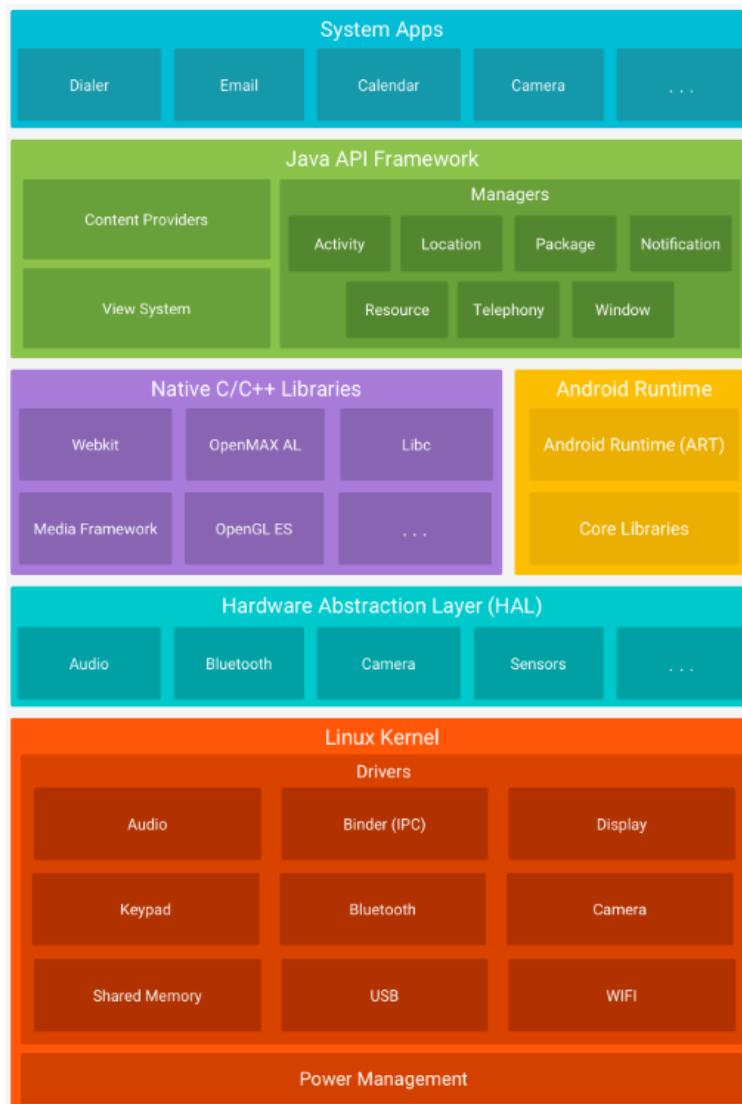 System Apps
Dialer
Email
Calendar
Camera
. . .
Java API Framework
Content Providers
View System
Managers
Activity
Location
Package
Notification
Resource
Telephony
Window
Native C/C++ Libraries
Webkit
OpenMAX AL
Libc
Media Framework
OpenGL ES
. . .
Android Runtime
Android Runtime (ART)
Core Libraries
Hardware Abstraction Layer (HAL)
Audio
Bluetooth
Camera
Sensors
. . .
Linux Kernel
Drivers
Audio
Binder (IPC)
Display
Keypad
Bluetooth
Camera
Shared Memory
USB
WIFI
Power Management